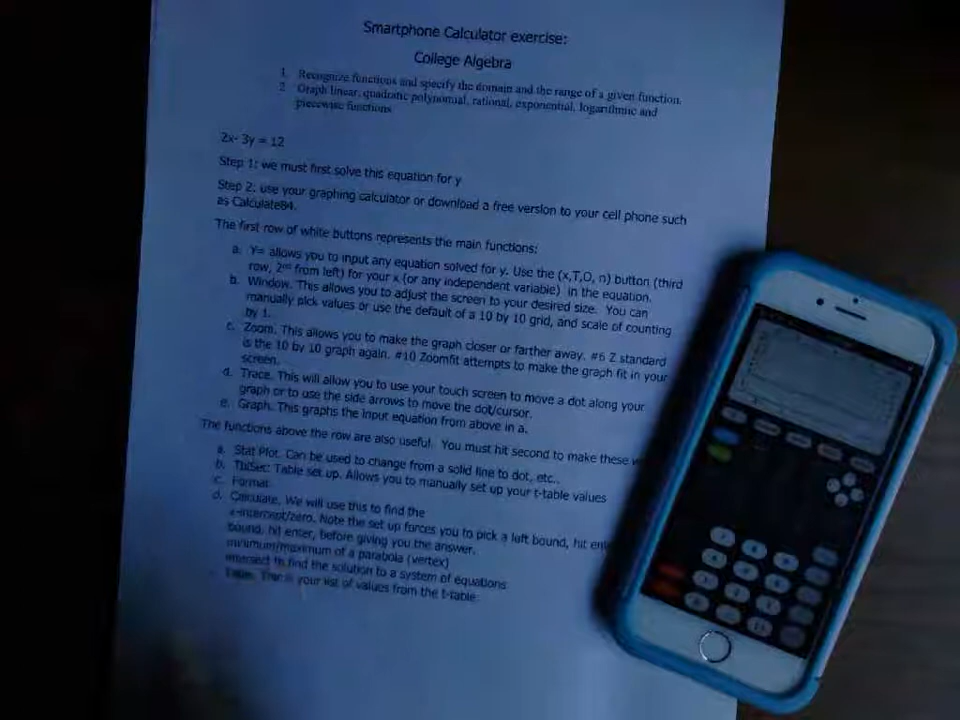 Smartphone Calculator exercise:
College Algebra
1. Recognize functions and specify the domain and the range of a given function.
2. Graph linear, quadratic polynomial, rational, exponential, logarithmic and
piecewise functions
2x- 3y = 12
Step 1: we must first solve this equation for y
Step 2: use your graphing calculator or download a free version to your cell phone such
as Calculate84.
The first row of white buttons represents the main functions:
a. Y= allows you to input any equation solved for y. Use the (x,T,O, n) button (third
row, 2nd from left) for your x (or any independent variable) in the equation.
b. Window. This allows you to adjust the screen to your desired size. You can
manually pick values or use the default of a 10 by 10 grid, and scale of counting
by 1.
c. Zoom. This allows you to make the graph closer or farther away. #6 Z standard
is the 10 by 10 graph again. #10 Zoomfit attempts to make the graph fit in your
screen.
d. Trace. This will allow you to use your touch screen to move a dot along your
graph or to use the side arrows to move the dot/cursor.
e. Graph. This graphs the input equation from above in a.
The functions above the row are also useful. You must hit second to make these
a. Stat Plot. Can be used to change from a solid line to dot, etc..
b. TblSet: Table set up. Allows you to manually set up your t-table values
c. Format
d. Calculate. We will use this to find the
x-intercept/zero. Note the set up forces you to pick a left bound, hit
bound, hit enter, before giving you the answer.
minimum/maximum of a parabola (vertex)
intersect to find the solution to a system of equations
Table. your list of values from the t-table